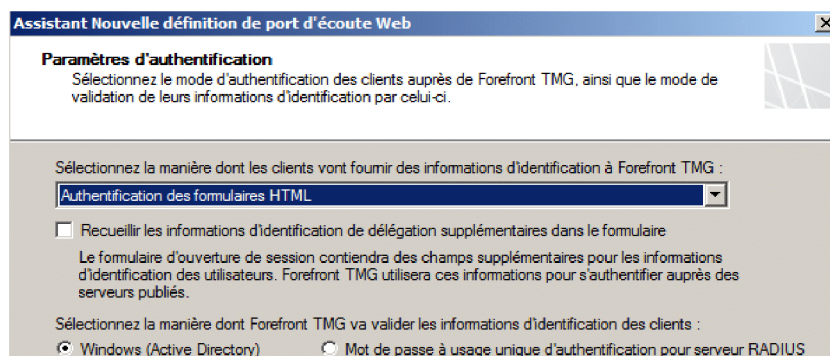 Assistant Nouvelle définition de port d'écoute Web
Paramètres d'authentification
Sélectionnez le mode d'authentification des clients auprès de Forefront TMG, ainsi que le mode de
validation de leurs informations d'identification par celui-ci.
Sélectionnez la manière dont les clients vont fournir des informations d'identification à Forefront TMG :
Authentification des formulaires HTML
Recueillir les informations d'identification de délégation supplémentaires dans le formulaire
Le formulaire d'ouverture de session contiendra des champs supplémentaires pour les informations
d'identification des utilisateurs. Forefront TMG utilisera ces informations pour s'authentifier auprès des
serveurs publiés.
Sélectionnez la manière dont Forefront TMG va valider les informations d'identification des clients :
Windows (Active Directory) Mot de passe à usage unique d'authentification pour serveur RADIUS